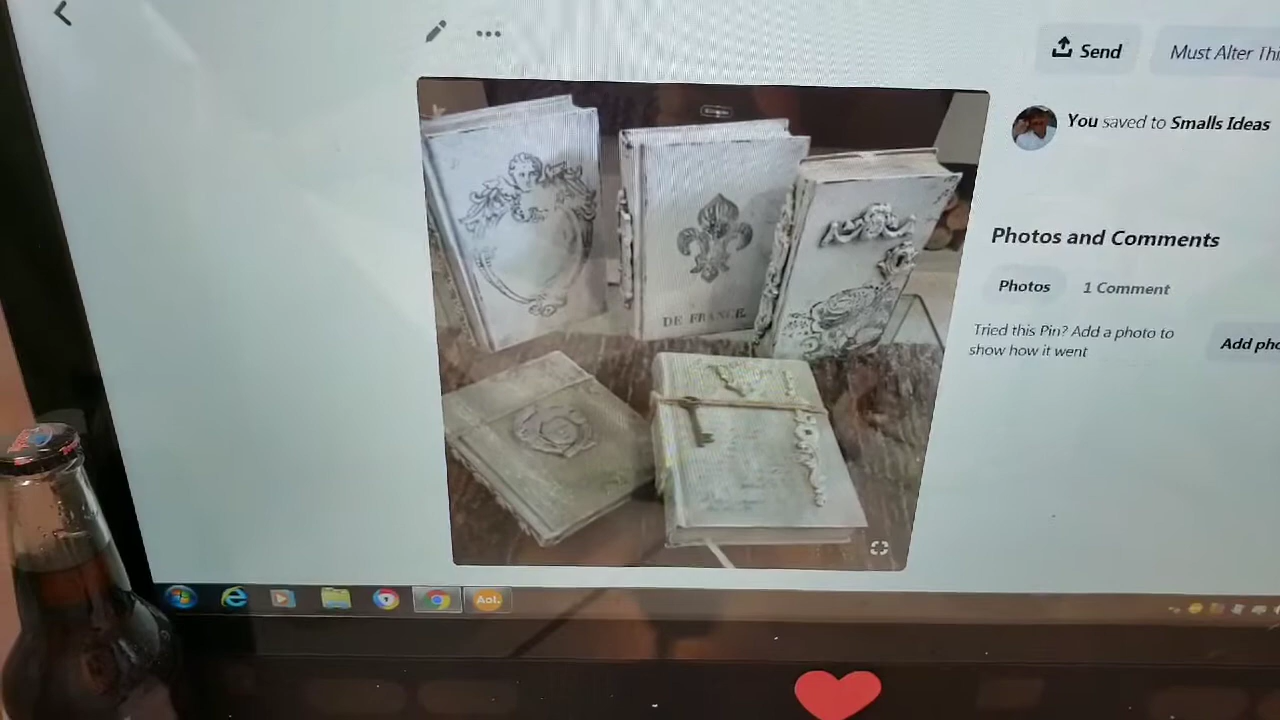 Send
Must Alter Thi
You saved to Smalls Ideas
Photos and Comments
Photos
1 Comment
Tried this Pin? Add a photo to
show how it went
Add pho
DE FRANCE.
Aol.